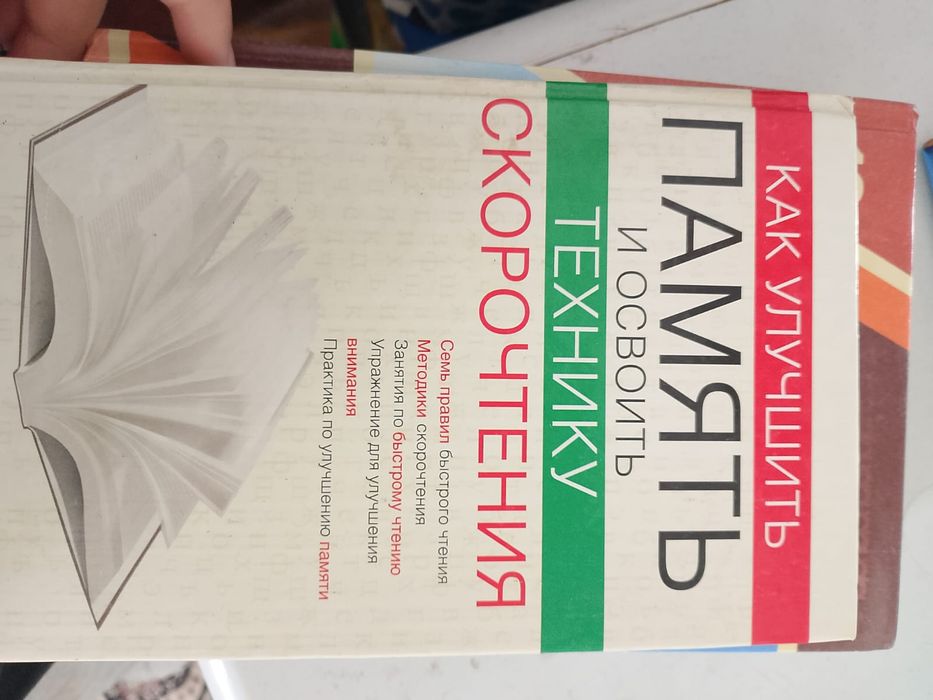 КАК УЛУЧШИТЬ
ПАМЯТЬ
И ОСВОИТЬ
ТЕХНИКУ
СКОРОЧТЕНИЯ
Семь правил быстрого чтения
Методики скорочтения
Занятия по быстрому чтению
Упражнение для улучшения
внимания
Практика по улучшению памяти